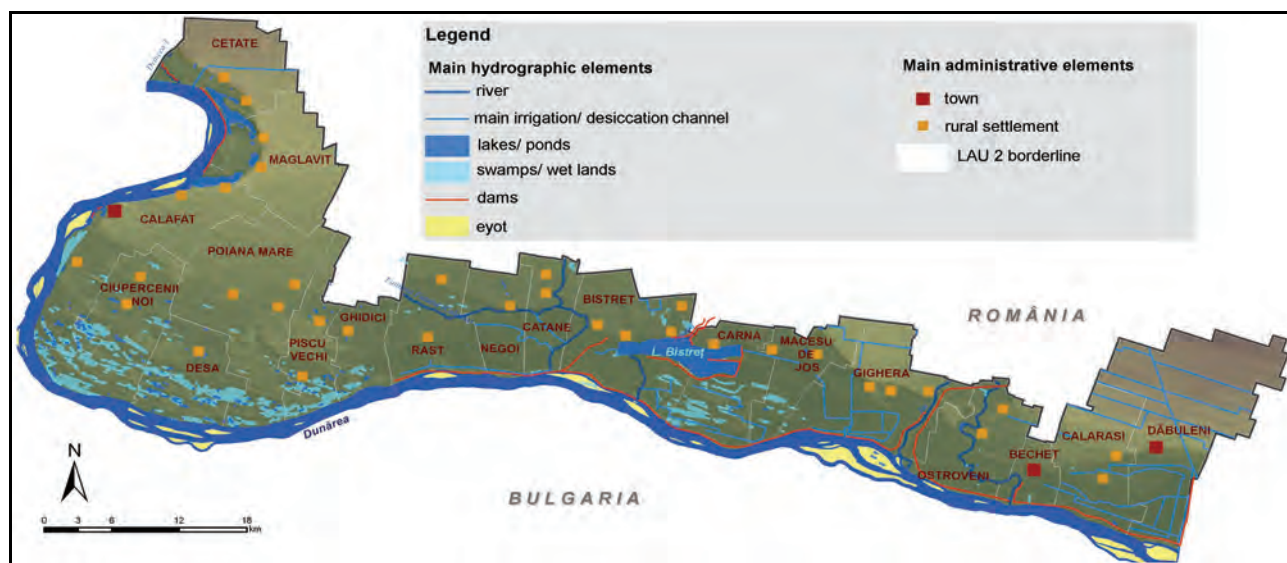 Legend
Main hydrographic elements
river
main irrigation/ desiccation channel
lakes/ ponds
swamps/ wet lands
dams
eyot
Main administrative elements
town
rural settlement
LAU 2 borderline
CETATE
MAGLAVIT
CALAFAT
POIANA MARE
CIUPERCENII
NOI
DESA
PISCU
VECHI
GHIDICI
RAST
NEGOI
CATANE
BISTRET
L. Bistreț
CARNA
MACESU
DE
JOS
GIGHERA
OSTROVENI
BECHET
CALARASI
DĂBULENI
ROMÂNIA
BULGARIA
Dunărea
N
0 3 6 12 18
km